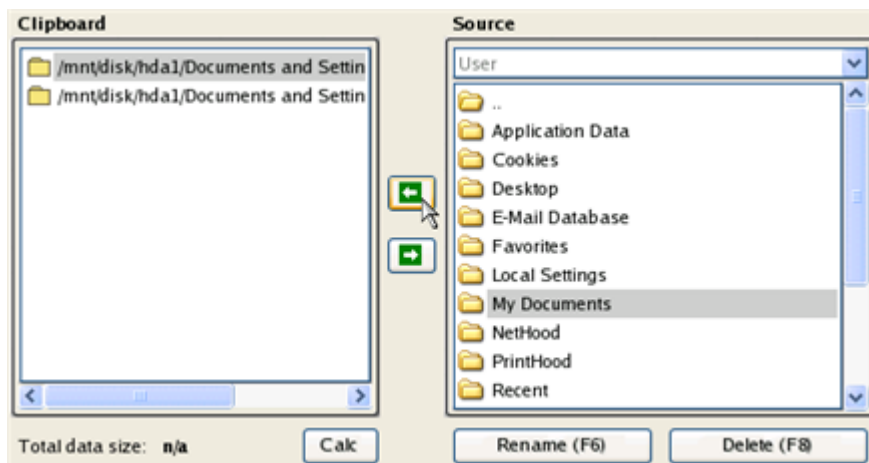 Clipboard
/mnt/disk/hda1/Documents and Settin
/mnt/disk/hda1/Documents and Settin
Total data size: n/a
Calc
Source
User
..
Application Data
Cookies
Desktop
E-Mail Database
Favorites
Local Settings
My Documents
NetHood
PrintHood
Recent
Rename (F6)
Delete (F8)